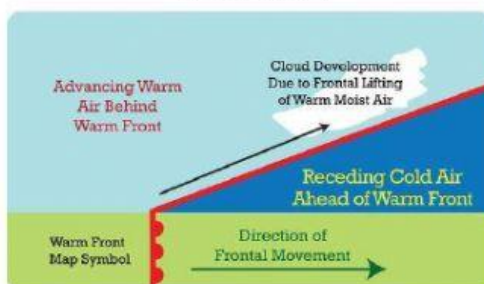 Advancing Warm
Air Behind
Warm Front
Cloud Development
Due to Frontal Lifting
of Warm Moist Air
Receding Cold Air
Ahead of Warm Front
Warm Front
Map Symbol
Direction of
Frontal Movement